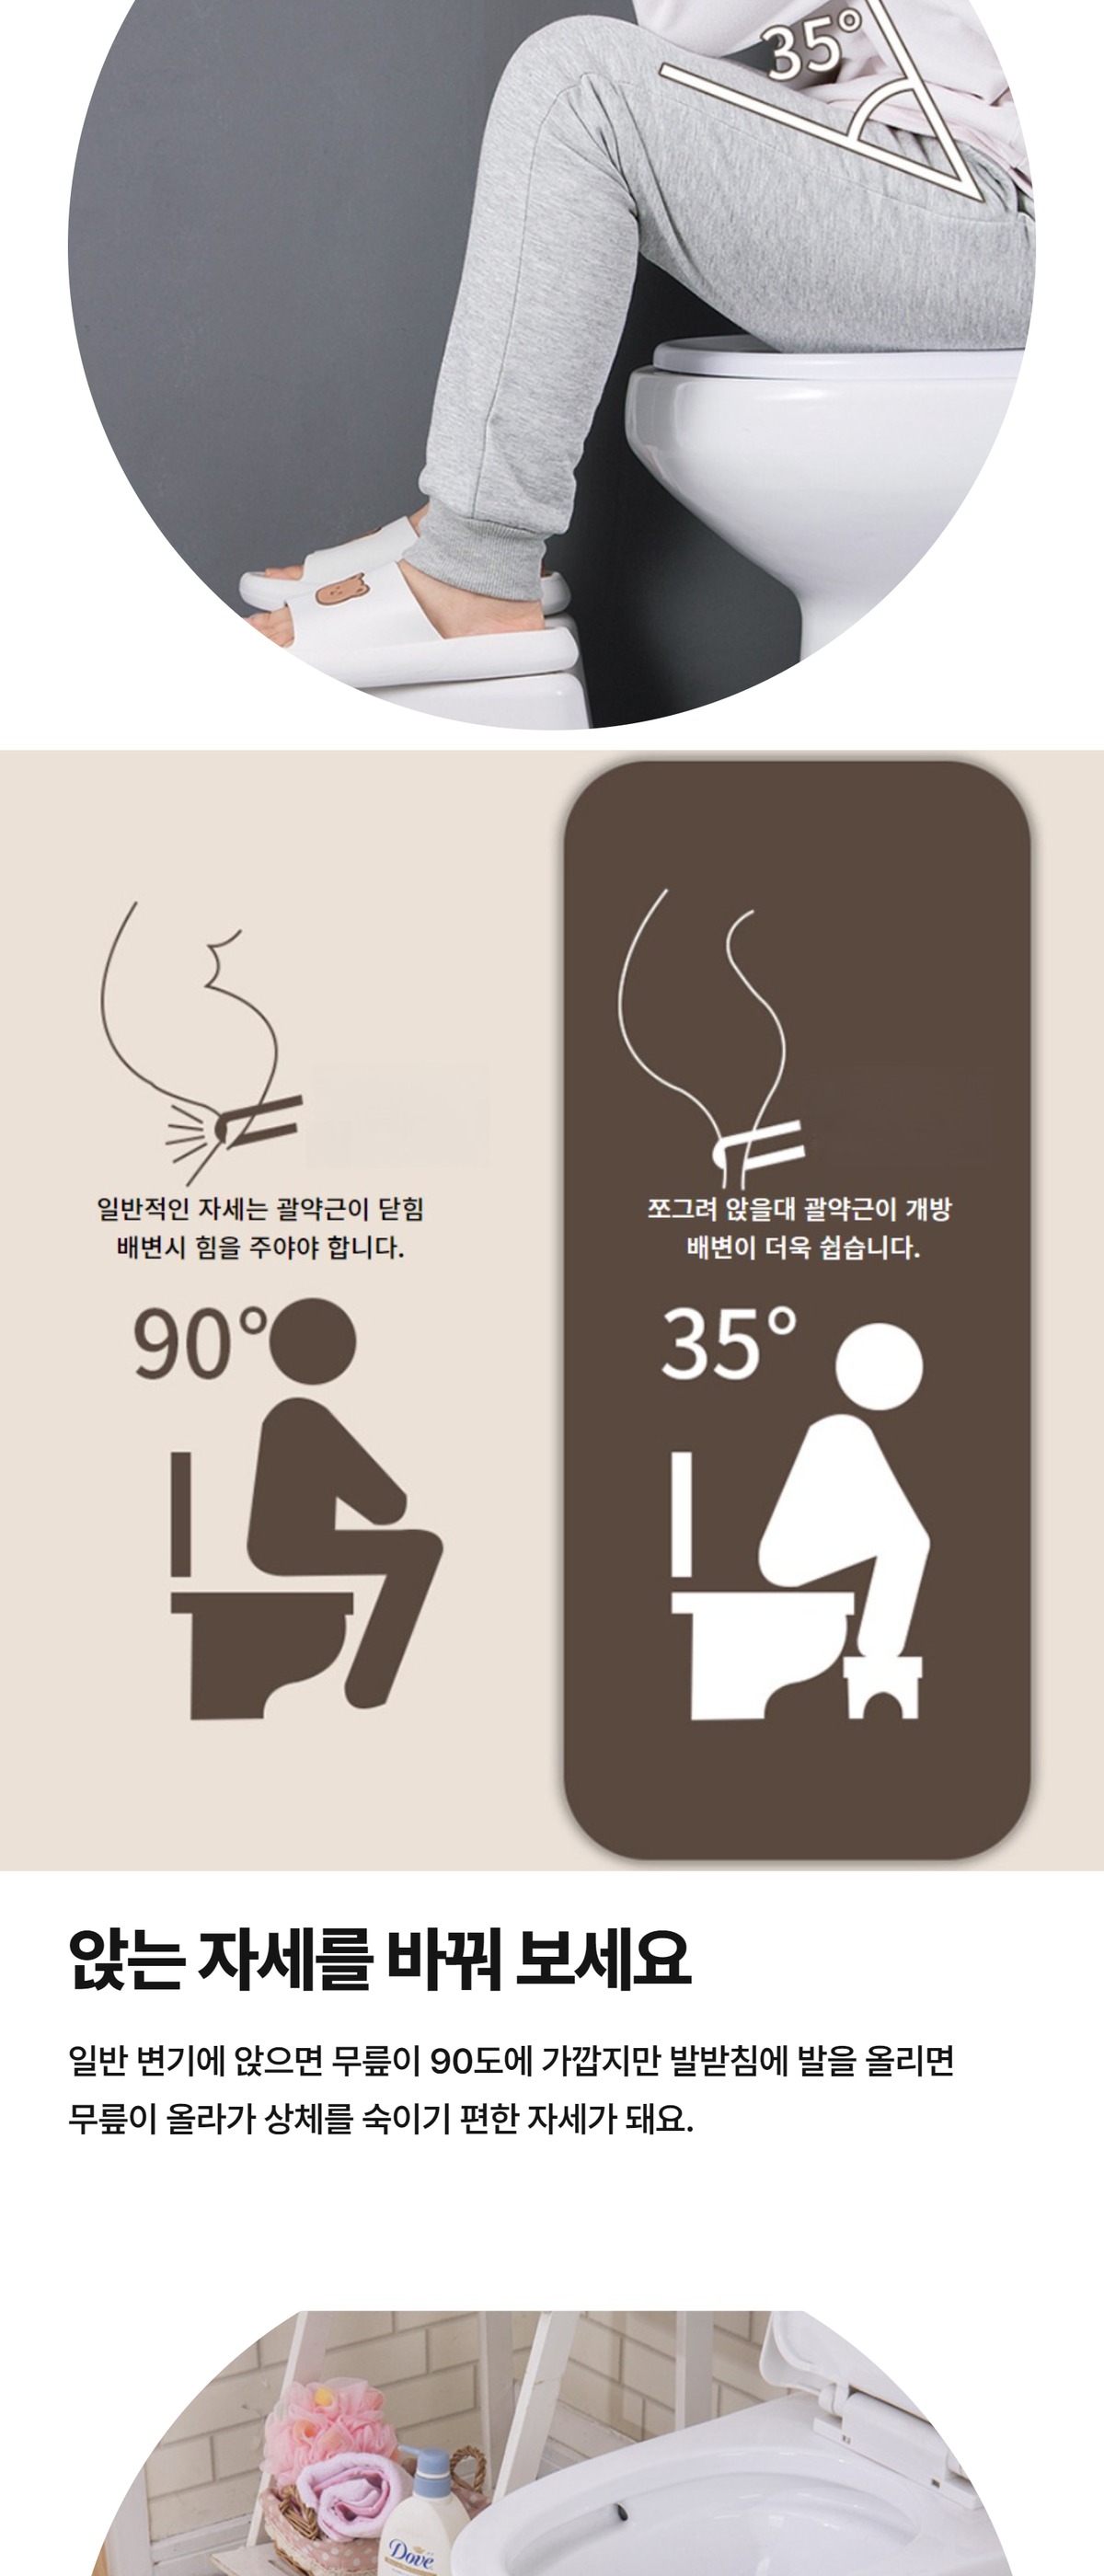 35°
일반적인 자세는 괄약근이 닫힘
배변시 힘을 주야야 합니다.
90°
쪼그려 앉을대 괄약근이 개방
배변이 더욱 쉽습니다.
35°
앉는 자세를 바꿔 보세요
일반 변기에 앉으면 무릎이 90도에 가깝지만 발받침에 발을 올리면
무릎이 올라가 상체를 숙이기 편한 자세가 돼요.
Dove